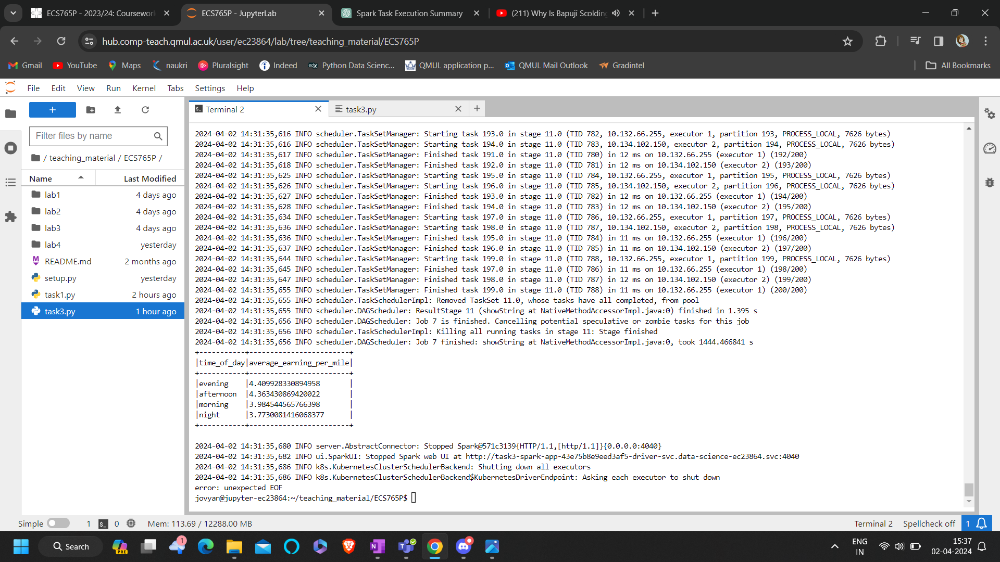 ECS765P - 2023/24: Coursework
ECS765P - JupyterLab
Spark Task Execution Summary
(211) Why Is Bapuji Scolding
hub.comp-teach.qmul.ac.uk/user/ec23864/lab/tree/teaching_material/ECS765P
Gmail
YouTube
Maps
naukri
Pluralsight
Indeed
edX
Python Data Scienc...
QMUL application p...
QMUL Mail Outlook
Gradintel
All Bookmarks
File Edit View Run Kernel Tabs Settings Help
+
Terminal 2
task3.py
Filter files by name
/ teaching_material / ECS765P /
Name Last Modified
lab1 4 days ago
lab2 4 days ago
lab3 4 days ago
lab4 yesterday
README.md 2 months ago
setup.py yesterday
task1.py 2 hours ago
task3.py 1 hour ago
2024-04-02 14:31:35,616 INFO scheduler.TaskSetManager: Starting task 193.0 in stage 11.0 (TID 782, 10.132.66.255, executor 1, partition 193, PROCESS_LOCAL, 7626 bytes)
2024-04-02 14:31:35,616 INFO scheduler.TaskSetManager: Starting task 194.0 in stage 11.0 (TID 783, 10.134.102.150, executor 2, partition 194, PROCESS_LOCAL, 7626 bytes)
2024-04-02 14:31:35,617 INFO scheduler.TaskSetManager: Finished task 191.0 in stage 11.0 (TID 780) in 12 ms on 10.132.66.255 (executor 1) (192/200)
2024-04-02 14:31:35,618 INFO scheduler.TaskSetManager: Finished task 192.0 in stage 11.0 (TID 781) in 12 ms on 10.134.102.150 (executor 2) (193/200)
2024-04-02 14:31:35,625 INFO scheduler.TaskSetManager: Starting task 195.0 in stage 11.0 (TID 784, 10.132.66.255, executor 1, partition 195, PROCESS_LOCAL, 7626 bytes)
2024-04-02 14:31:35,626 INFO scheduler.TaskSetManager: Starting task 196.0 in stage 11.0 (TID 785, 10.134.102.150, executor 2, partition 196, PROCESS_LOCAL, 7626 bytes)
2024-04-02 14:31:35,627 INFO scheduler.TaskSetManager: Finished task 193.0 in stage 11.0 (TID 782) in 12 ms on 10.132.66.255 (executor 1) (194/200)
2024-04-02 14:31:35,628 INFO scheduler.TaskSetManager: Finished task 194.0 in stage 11.0 (TID 783) in 12 ms on 10.134.102.150 (executor 2) (195/200)
2024-04-02 14:31:35,634 INFO scheduler.TaskSetManager: Starting task 197.0 in stage 11.0 (TID 786, 10.132.66.255, executor 1, partition 197, PROCESS_LOCAL, 7626 bytes)
2024-04-02 14:31:35,636 INFO scheduler.TaskSetManager: Starting task 198.0 in stage 11.0 (TID 787, 10.134.102.150, executor 2, partition 198, PROCESS_LOCAL, 7626 bytes)
2024-04-02 14:31:35,636 INFO scheduler.TaskSetManager: Finished task 195.0 in stage 11.0 (TID 784) in 11 ms on 10.132.66.255 (executor 1) (196/200)
2024-04-02 14:31:35,637 INFO scheduler.TaskSetManager: Finished task 196.0 in stage 11.0 (TID 785) in 11 ms on 10.134.102.150 (executor 2) (197/200)
2024-04-02 14:31:35,644 INFO scheduler.TaskSetManager: Starting task 199.0 in stage 11.0 (TID 788, 10.132.66.255, executor 1, partition 199, PROCESS_LOCAL, 7626 bytes)
2024-04-02 14:31:35,645 INFO scheduler.TaskSetManager: Finished task 197.0 in stage 11.0 (TID 786) in 11 ms on 10.132.66.255 (executor 1) (198/200)
2024-04-02 14:31:35,647 INFO scheduler.TaskSetManager: Finished task 198.0 in stage 11.0 (TID 787) in 12 ms on 10.134.102.150 (executor 2) (199/200)
2024-04-02 14:31:35,655 INFO scheduler.TaskSetManager: Finished task 199.0 in stage 11.0 (TID 788) in 11 ms on 10.132.66.255 (executor 1) (200/200)
2024-04-02 14:31:35,655 INFO scheduler.TaskSchedulerImpl: Removed TaskSet 11.0, whose tasks have all completed, from pool
2024-04-02 14:31:35,655 INFO scheduler.DAGScheduler: ResultStage 11 (showString at NativeMethodAccessorImpl.java:0) finished in 1.395 s
2024-04-02 14:31:35,656 INFO scheduler.DAGScheduler: Job 7 is finished. Cancelling potential speculative or zombie tasks for this job
2024-04-02 14:31:35,656 INFO scheduler.TaskSchedulerImpl: Killing all running tasks in stage 11: Stage finished
2024-04-02 14:31:35,656 INFO scheduler.DAGScheduler: Job 7 finished: showString at NativeMethodAccessorImpl.java:0, took 1444.466841 s
+-----------+------------------------+
|time_of_day|average_earning_per_mile|
+-----------+------------------------+
|evening    |4.409928330894958       |
|afternoon  |4.363430869420022       |
|morning    |3.984544565766398       |
|night      |3.7730081416068377      |
+-----------+------------------------+
2024-04-02 14:31:35,680 INFO server.AbstractConnector: Stopped Spark@571c3139{HTTP/1.1,[http/1.1]}{0.0.0.0:4040}
2024-04-02 14:31:35,682 INFO ui.SparkUI: Stopped Spark web UI at http://task3-spark-app-43e75b8e9eed3af5-driver-svc.data-science-ec23864.svc:4040
2024-04-02 14:31:35,686 INFO k8s.KubernetesClusterSchedulerBackend: Shutting down all executors
2024-04-02 14:31:35,686 INFO k8s.KubernetesClusterSchedulerBackend$KubernetesDriverEndpoint: Asking each executor to shut down
error: unexpected EOF
jovyan@jupyter-ec23864:~/teaching_material/ECS765P$
Simple 1 $_ 0 Mem: 113.69 / 12288.00 MB
Terminal 2 Spellcheck off 1
Search
PRE
1
ENG
IN
15:37
02-04-2024